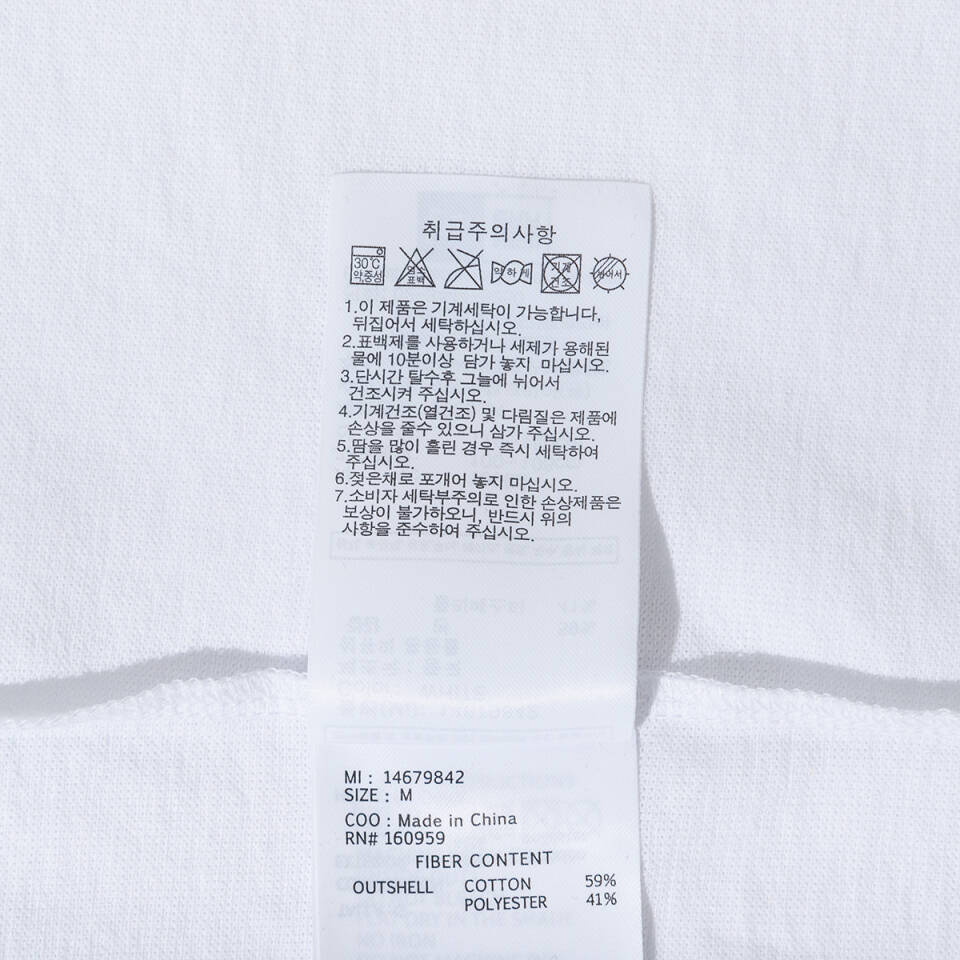 취급주의사항
30℃ 약중성 염소 표백 약하게 기계 건조 뉘어서
1.이 제품은 기계세탁이 가능합니다,
뒤집어서 세탁하십시오.
2.표백제를 사용하거나 세제가 용해된
물에 10분이상 담가 놓지 마십시오.
3.단시간 탈수후 그늘에 뉘어서
건조시켜 주십시오.
4.기계건조(열건조) 및 다림질은 제품에
손상을 줄수 있으니 삼가 주십시오.
5.땀을 많이 흘린 경우 즉시 세탁하여
주십시오.
6.젖은채로 포개어 놓지 마십시오.
7.소비자 세탁부주의로 인한 손상제품은
보상이 불가하오니, 반드시 위의
사항을 준수하여 주십시오.
MI : 14679842
SIZE : M
COO : Made in China
RN# 160959
FIBER CONTENT
OUTSHELL COTTON 59%
POLYESTER 41%